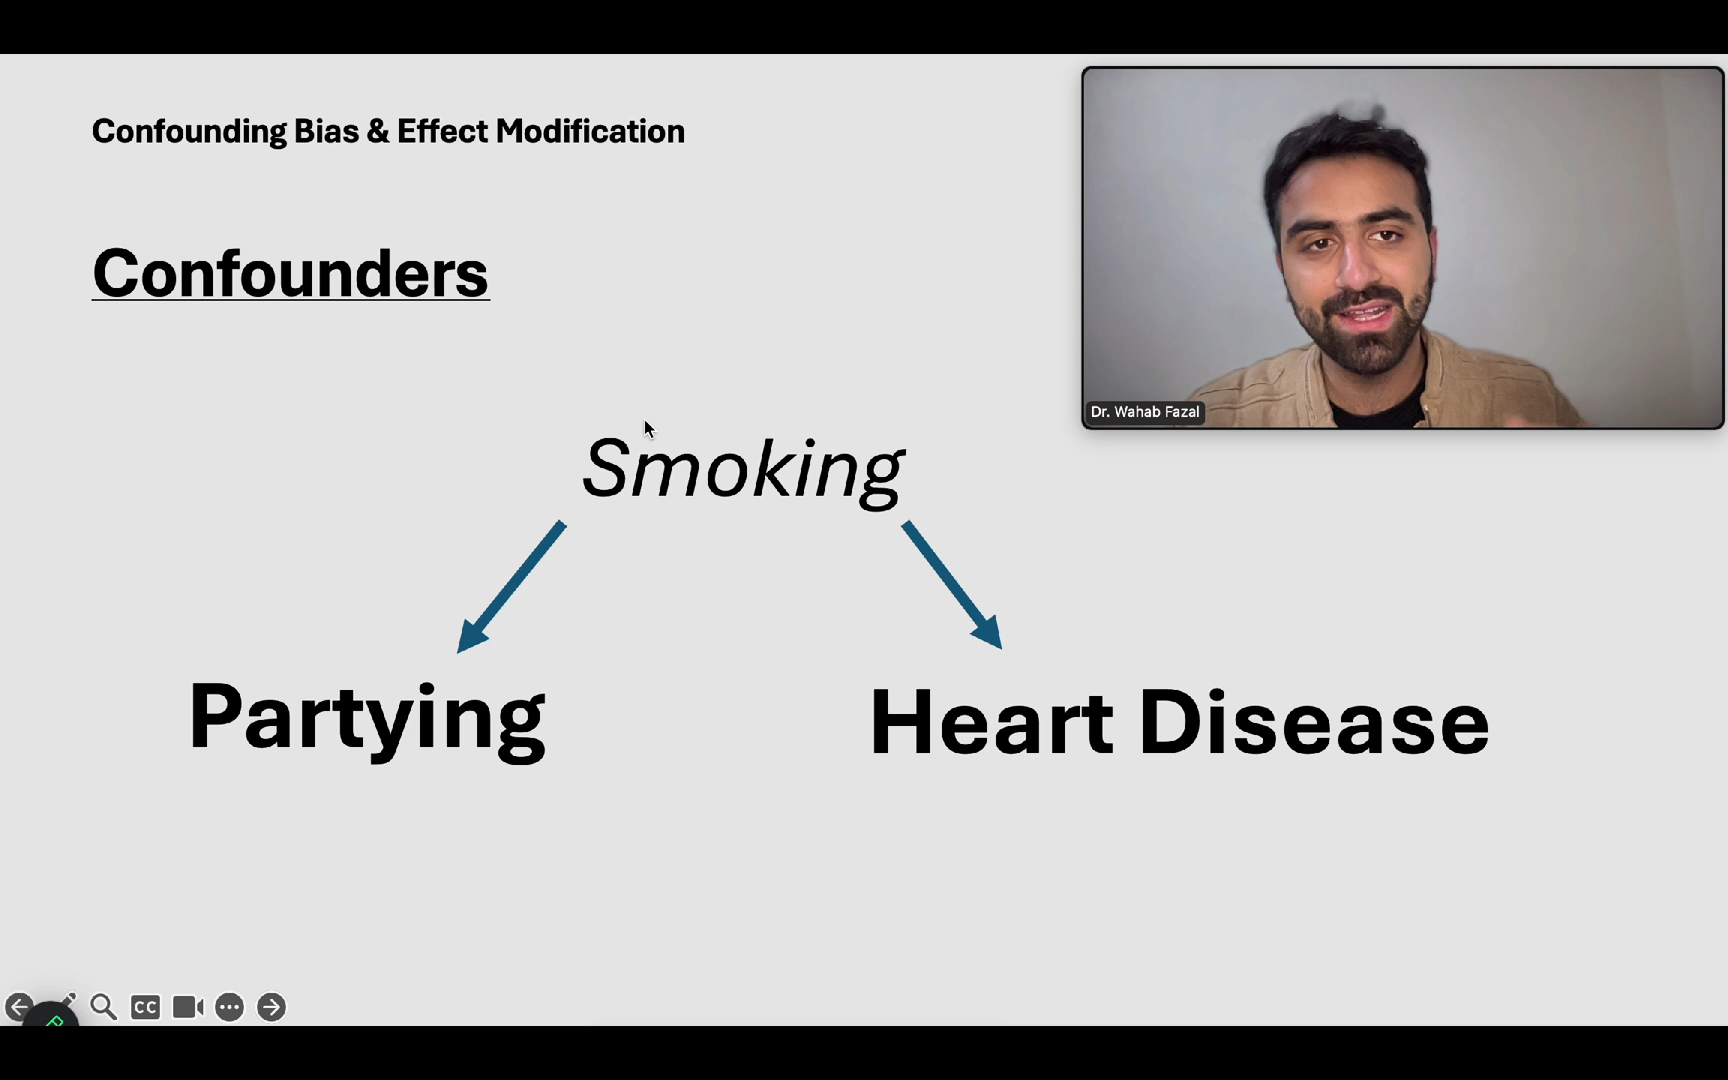 Confounding Bias & Effect Modification
Confounders
Dr. Wahab Fazal
Smoking
Partying
Heart Disease
CC